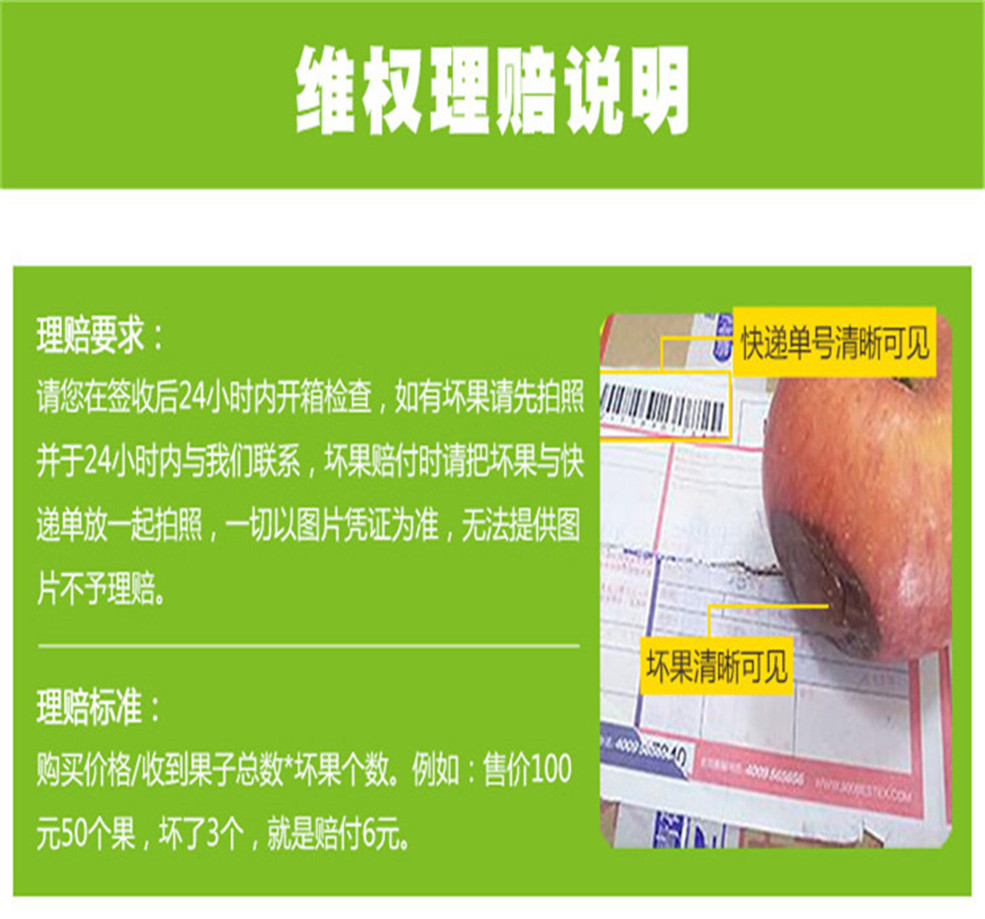 维权理赔说明
理赔要求：
请您在签收后24小时内开箱检查，如有坏果请先拍照
并于24小时内与我们联系，坏果赔付时请把坏果与快
递单放一起拍照，一切以图片凭证为准，无法提供图
片不予理赔。
理赔标准：
购买价格/收到果子总数*坏果个数。例如：售价100
元50个果，坏了3个，就是赔付6元。
快递单号清晰可见
坏果清晰可见
4009 565656